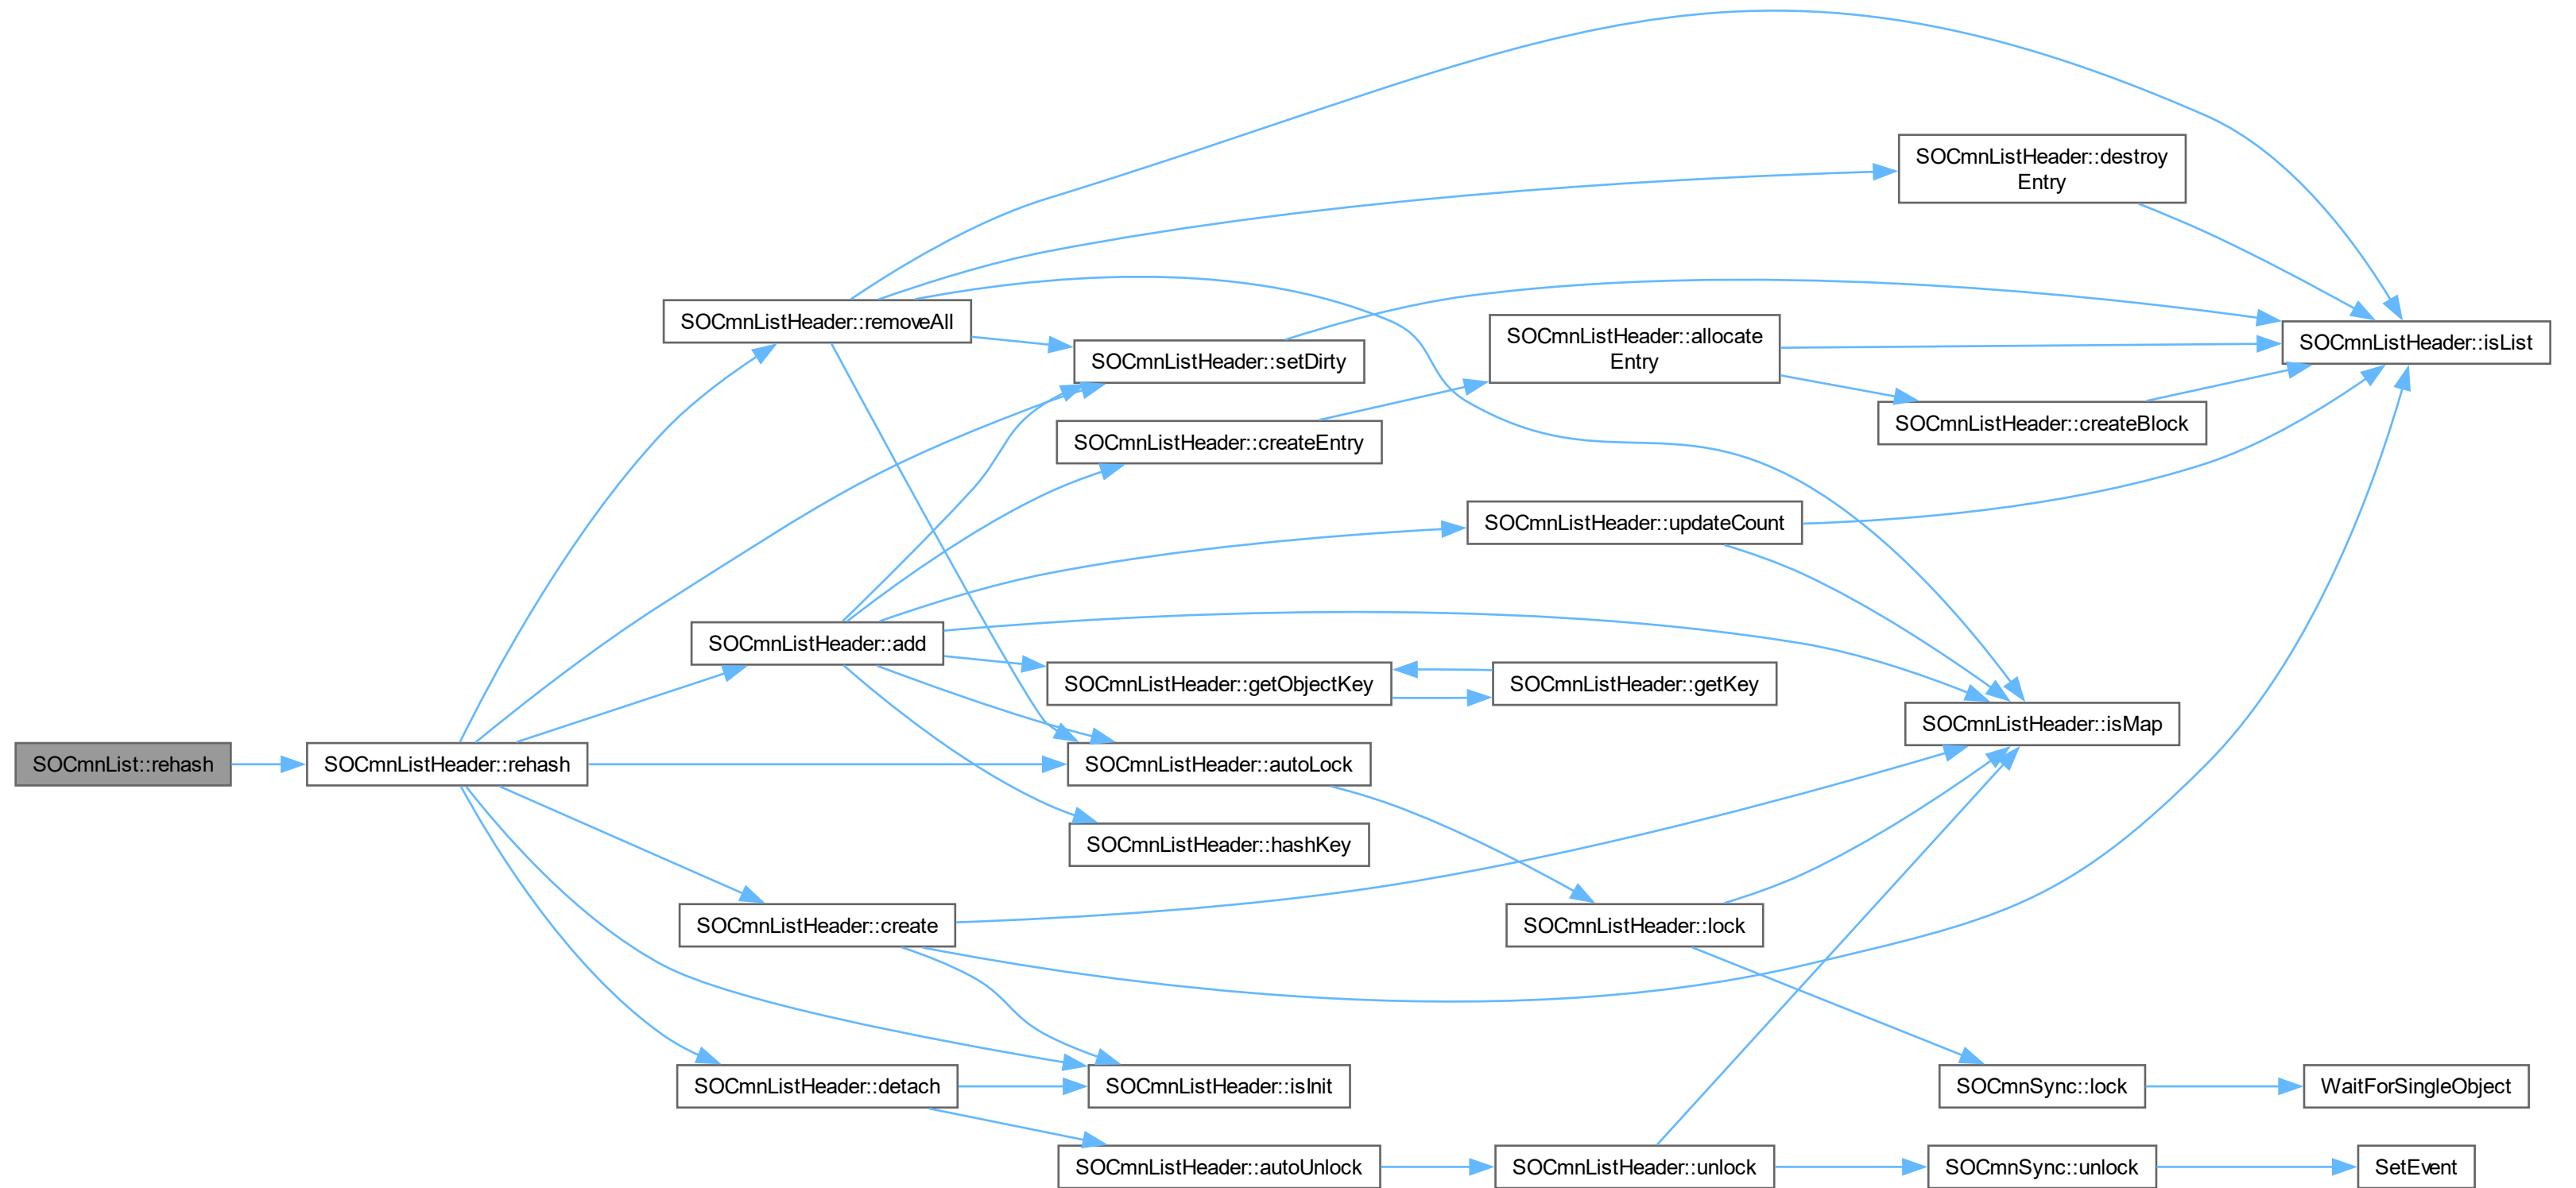 SOCmnListHeader::destroy
Entry
SOCmnListHeader::removeAll
SOCmnListHeader::allocate
Entry
SOCmnListHeader::isList
SOCmnListHeader::setDirty
SOCmnListHeader::createBlock
SOCmnListHeader::createEntry
SOCmnListHeader::updateCount
SOCmnListHeader::add
SOCmnListHeader::getObjectKey
SOCmnListHeader::getKey
SOCmnListHeader::isMap
SOCmnList::rehash
SOCmnListHeader::rehash
SOCmnListHeader::autoLock
SOCmnListHeader::hashKey
SOCmnListHeader::create
SOCmnListHeader::lock
SOCmnListHeader::detach
SOCmnListHeader::isInit
SOCmnSync::lock
WaitForSingleObject
SOCmnListHeader::autoUnlock
SOCmnListHeader::unlock
SOCmnSync::unlock
SetEvent